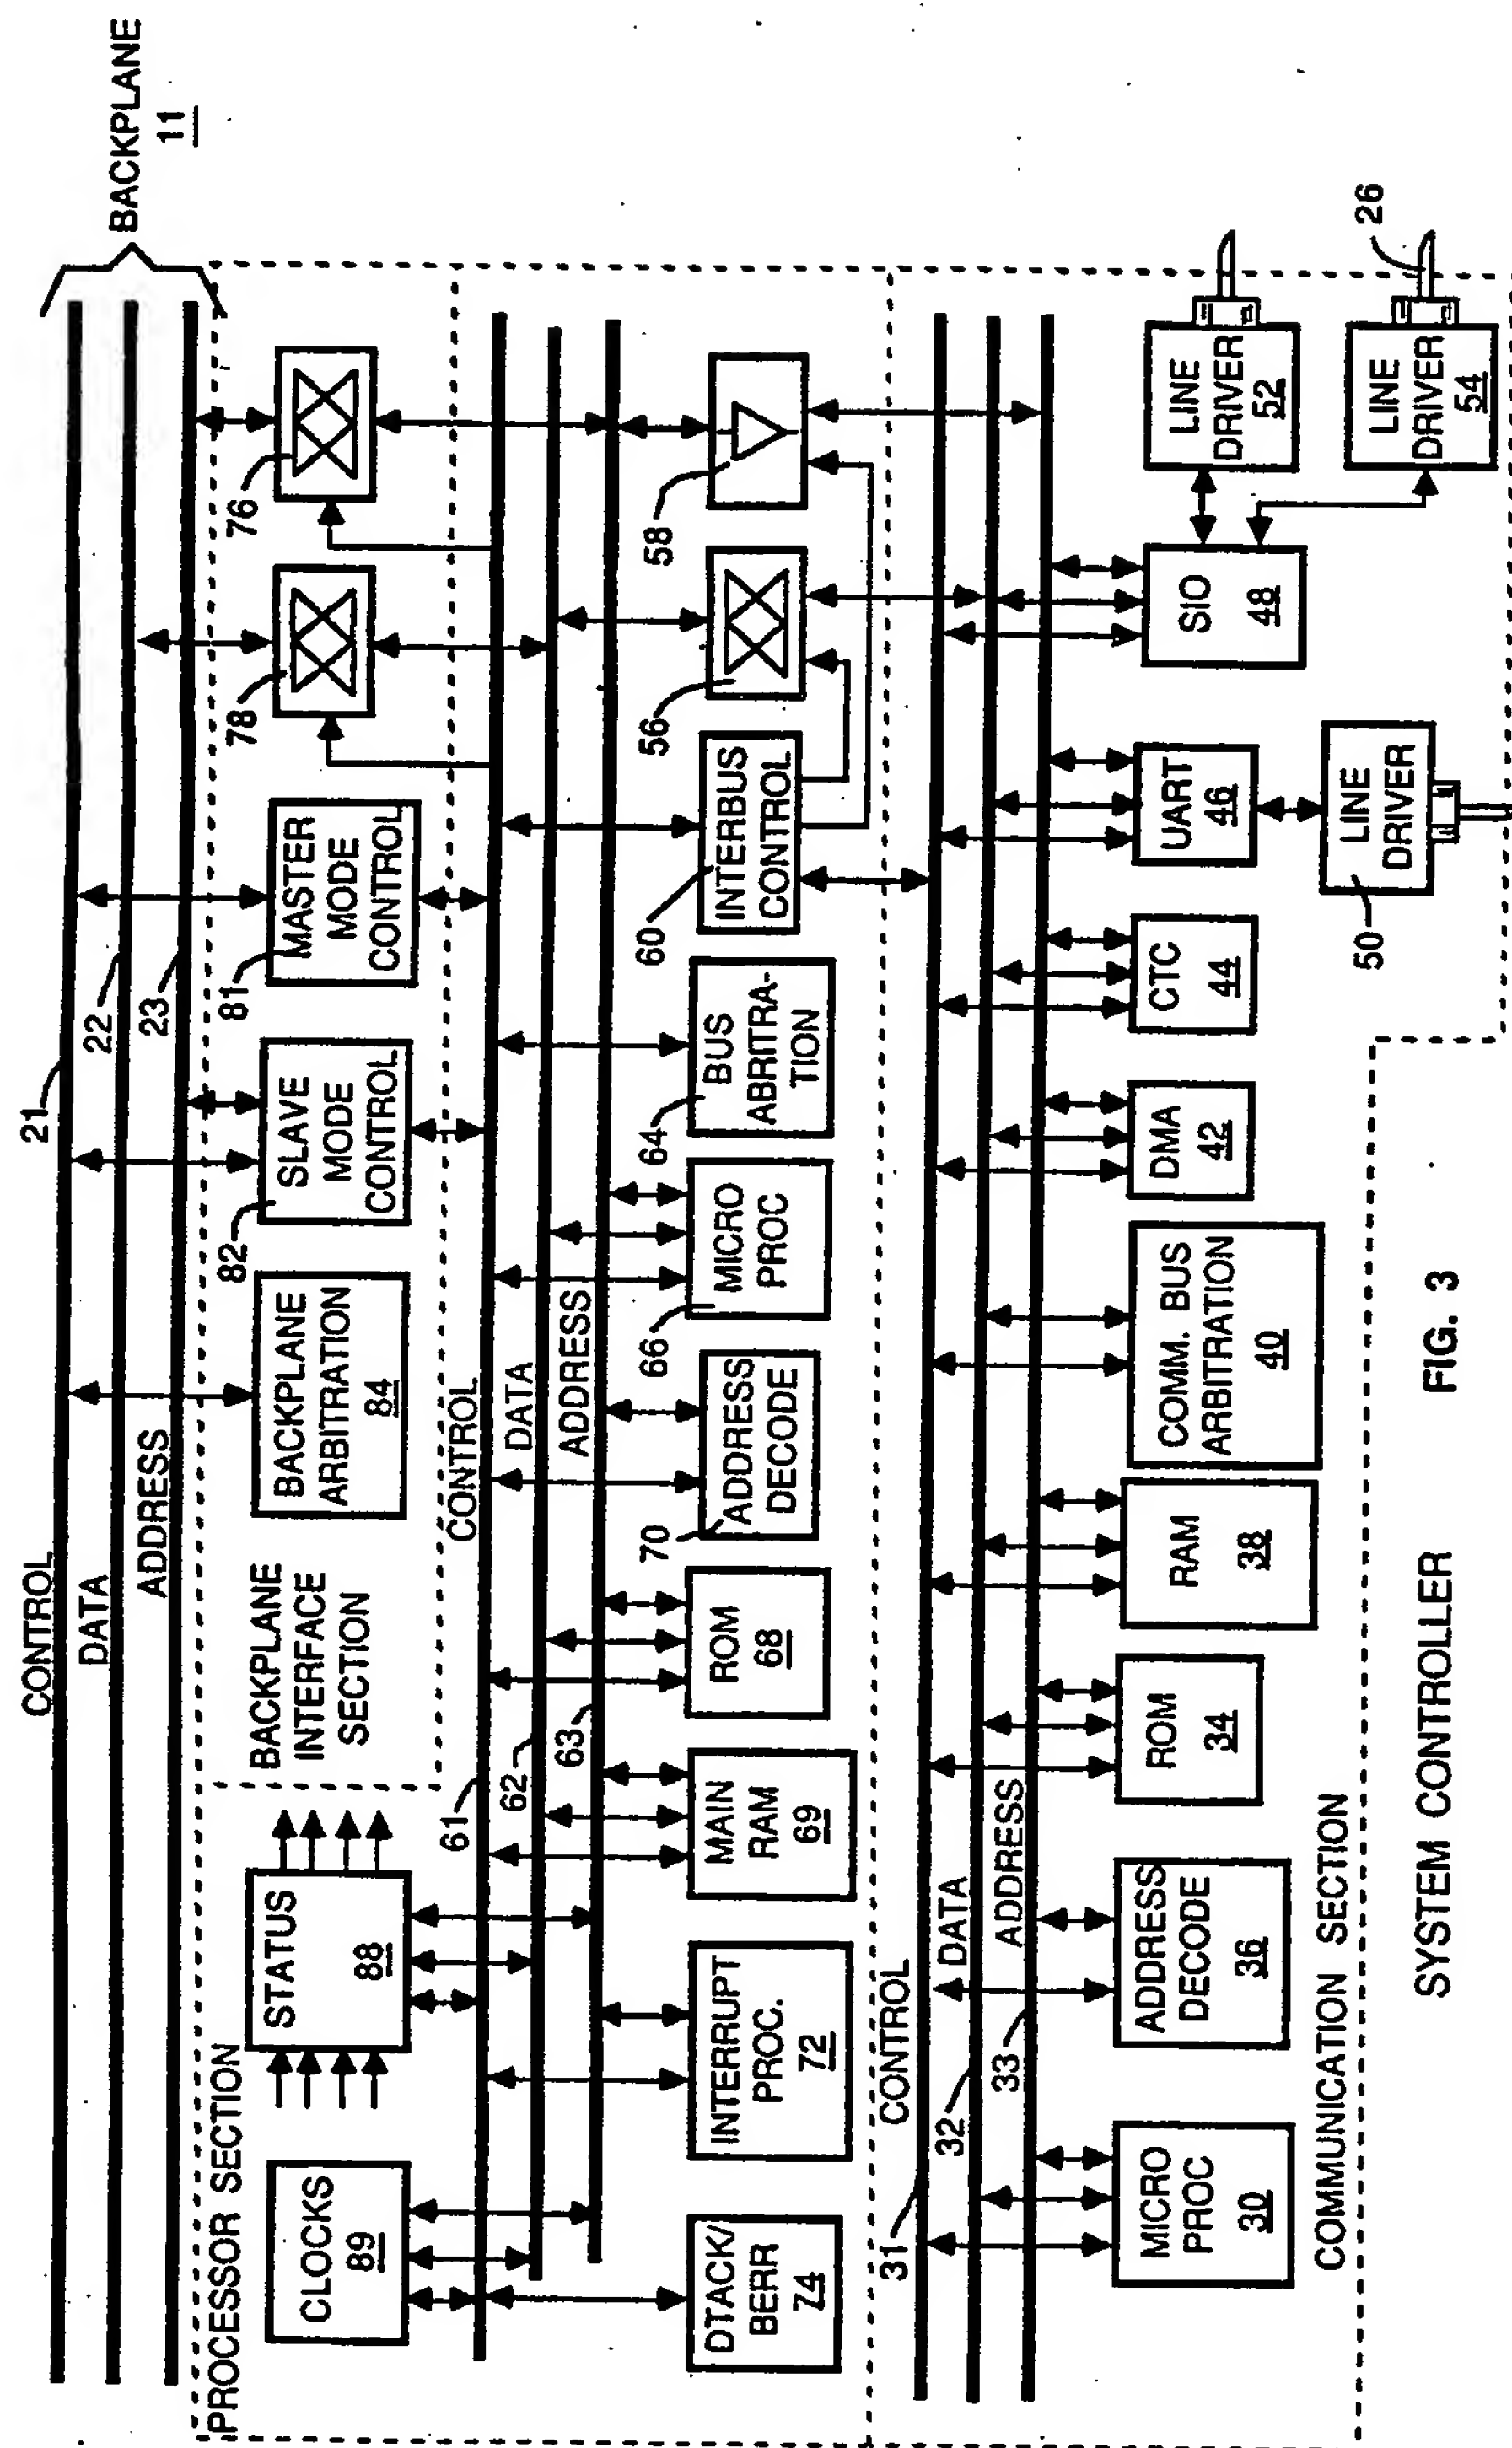 BACKPLANE
11
CONTROL
21
DATA
22
ADDRESS
23
PROCESSOR SECTION
CLOCKS
89
STATUS
88
BACKPLANE
INTERFACE
SECTION
BACKPLANE
ARBITRATION
84
82
SLAVE
MODE
CONTROL
81
MASTER
MODE
CONTROL
78
76
CONTROL
DATA
ADDRESS
61
62
63
DTACK/
BERR
74
INTERRUPT
PROC.
72
MAIN
RAM
69
ROM
68
70
ADDRESS
DECODE
66
MICRO
PROC
64
BUS
ABRITRA-
TION
60
INTERBUS
CONTROL
56
58
31
CONTROL
32
DATA
33
ADDRESS
MICRO
PROC
30
ADDRESS
DECODE
36
ROM
34
RAM
38
COMM. BUS
ARBITRATION
40
DMA
42
CTC
44
UART
46
SIO
48
LINE
DRIVER
52
LINE
DRIVER
54
26
50
LINE
DRIVER
COMMUNICATION SECTION
SYSTEM CONTROLLER
FIG. 3